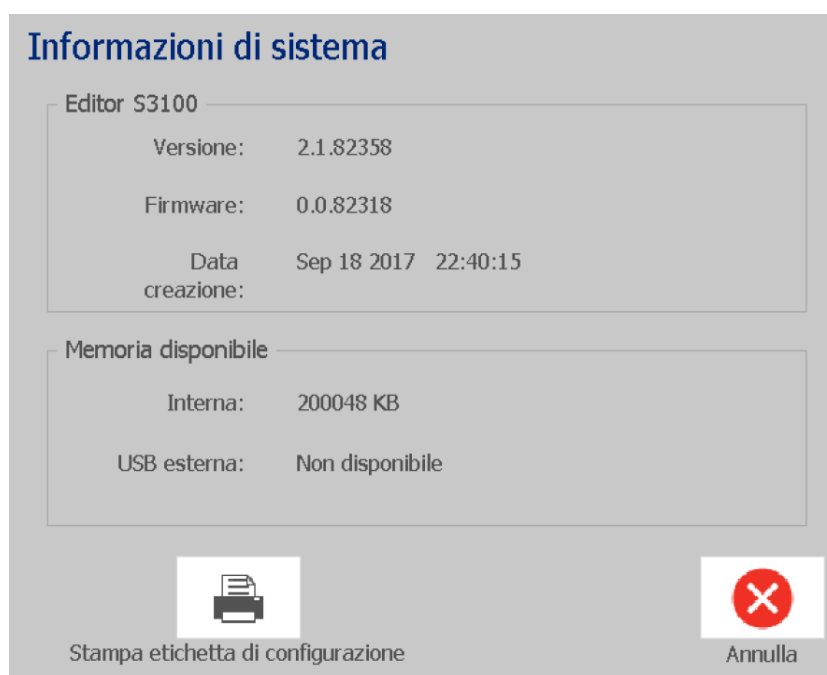 Informazioni di sistema
Editor S3100
Versione: 2.1.82358
Firmware: 0.0.82318
Data creazione: Sep 18 2017 22:40:15
Memoria disponibile
Interna: 200048 KB
USB esterna: Non disponibile
Stampa etichetta di configurazione
Annulla